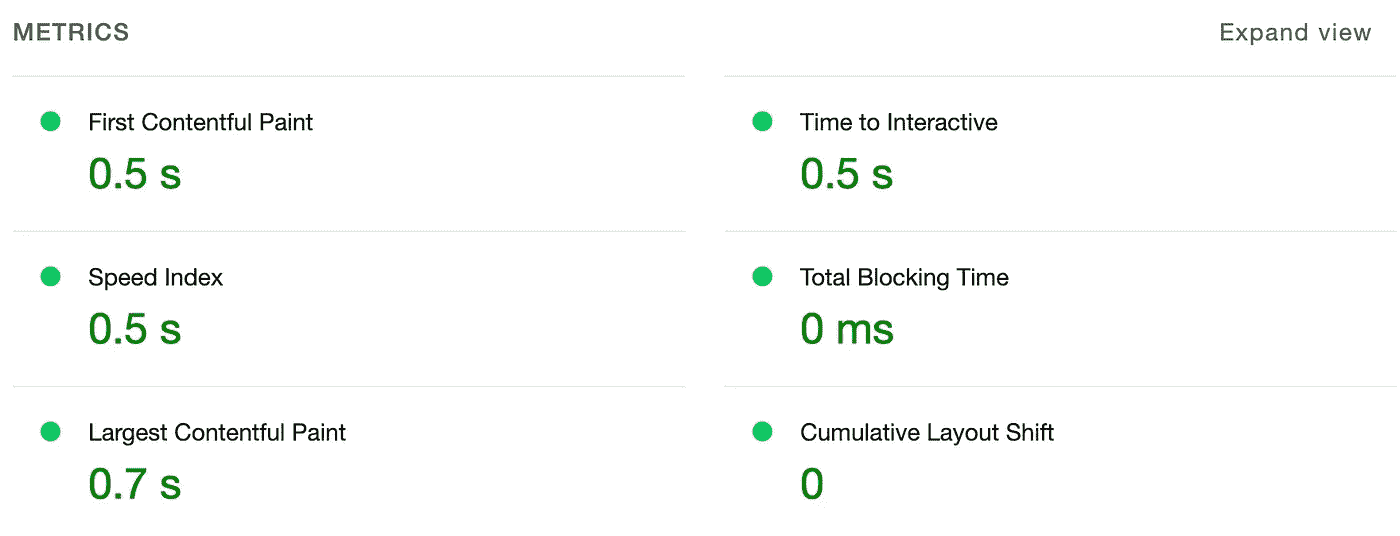 METRICS
Expand view
First Contentful Paint
0.5 s
Time to Interactive
0.5 s
Speed Index
0.5 s
Total Blocking Time
0 ms
Largest Contentful Paint
0.7 s
Cumulative Layout Shift
0